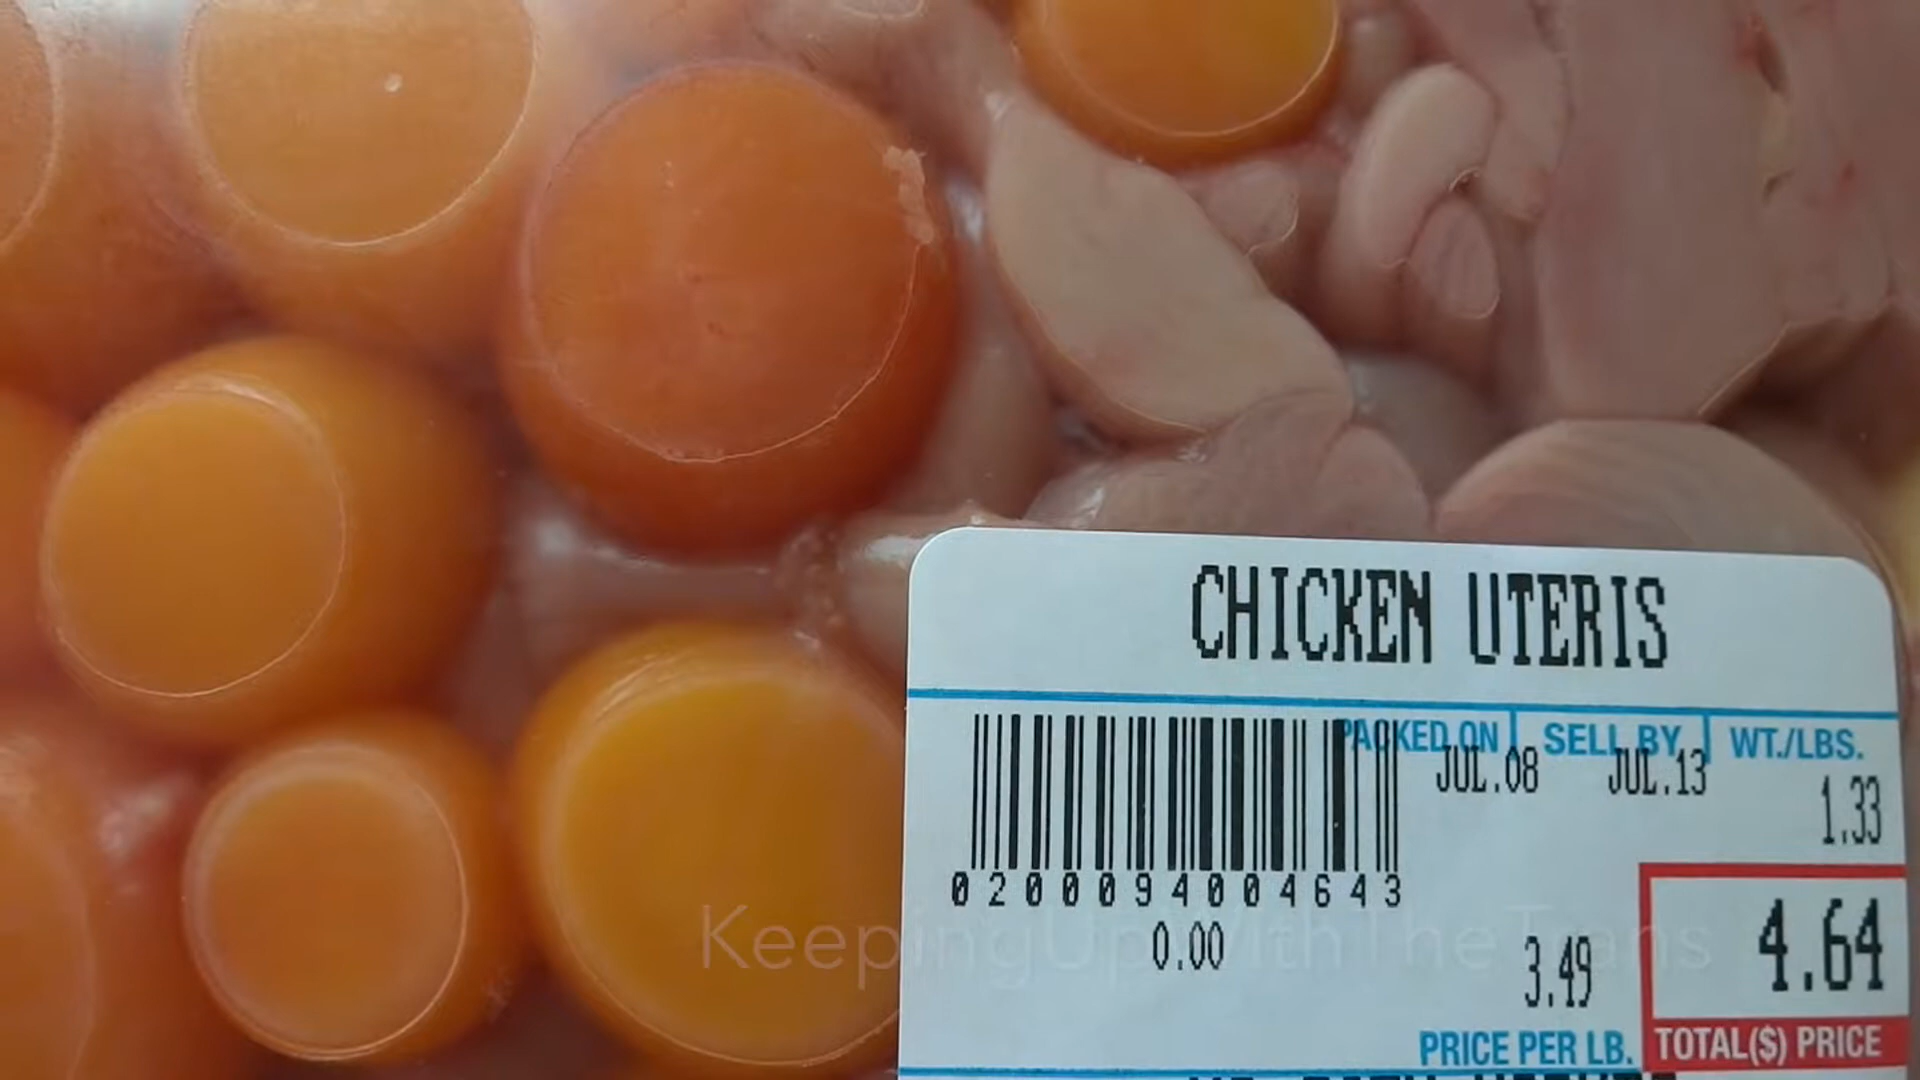 CHICKEN UTERIS
PACKED ON SELL BY WT./LBS.
JUL.08 JUL.13 1.33
0200094004643
0.00 3.49 4.64
PRICE PER LB. TOTAL($) PRICE
KeepingUpWithTheTrans